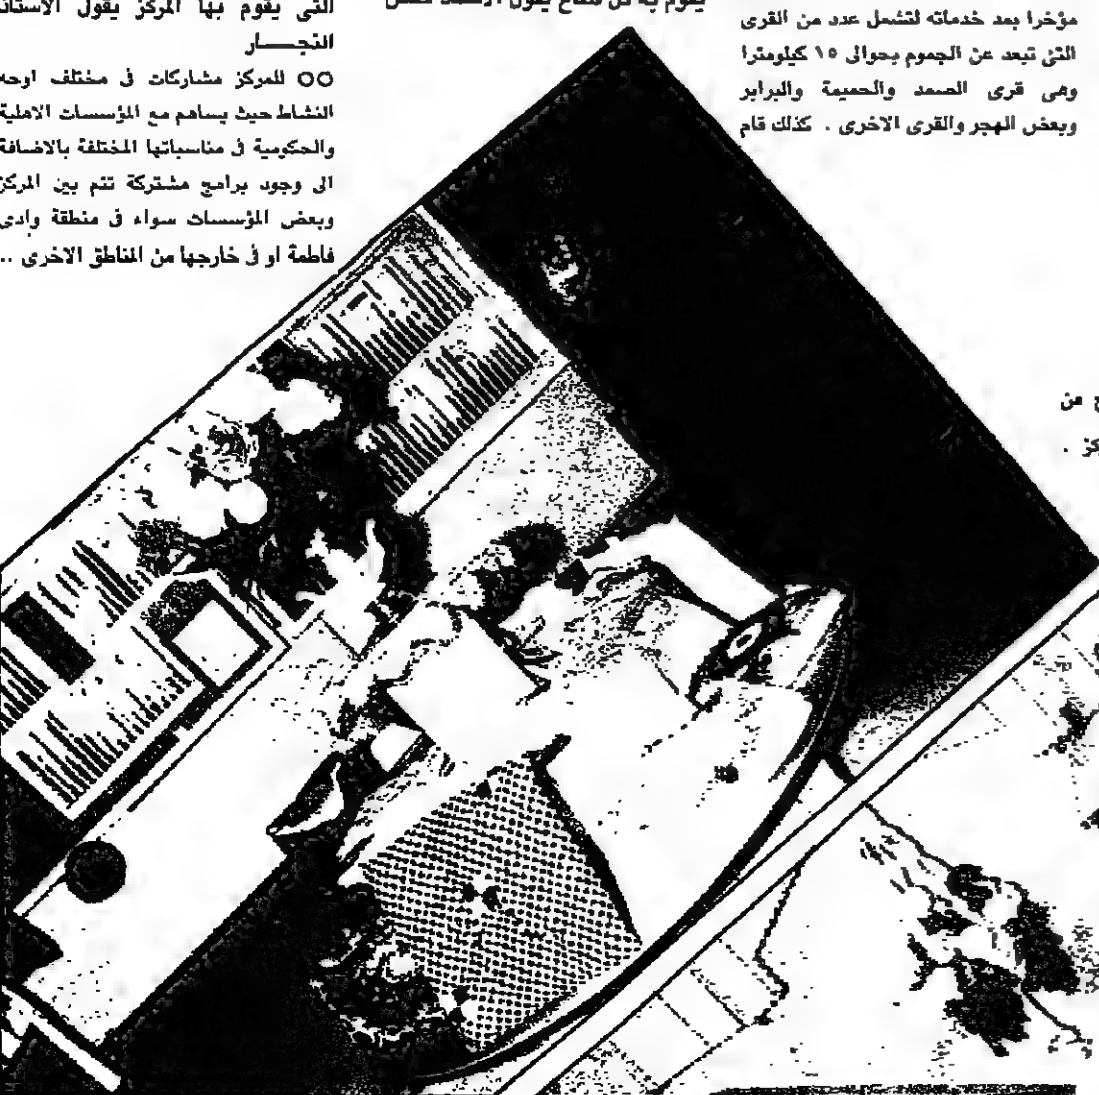 مؤخرا بمد خدماته لتشمل عدد من القرى
التى تبعد عن الجموم بحوالى ١٥ كيلومترا
وهى قرى الصمد والحميمة والبرابر
وبعض الهجر والقرى الاخرى . كذلك قام
من
يقول
التى يقوم بها المركز يقول الاستاذ
النجـــار
○○ للمركز مشاركات فى مختلف اوجه
النشاط حيث يساهم مع المؤسسات الاهلية
والحكومية فى مناسباتها المختلفة بالاضافة
الى وجود برامج مشتركة تتم بين المركز
وبعض المؤسسات سواء فى منطقة وادى
فاطمة او فى خارجها من المناطق الاخرى ..